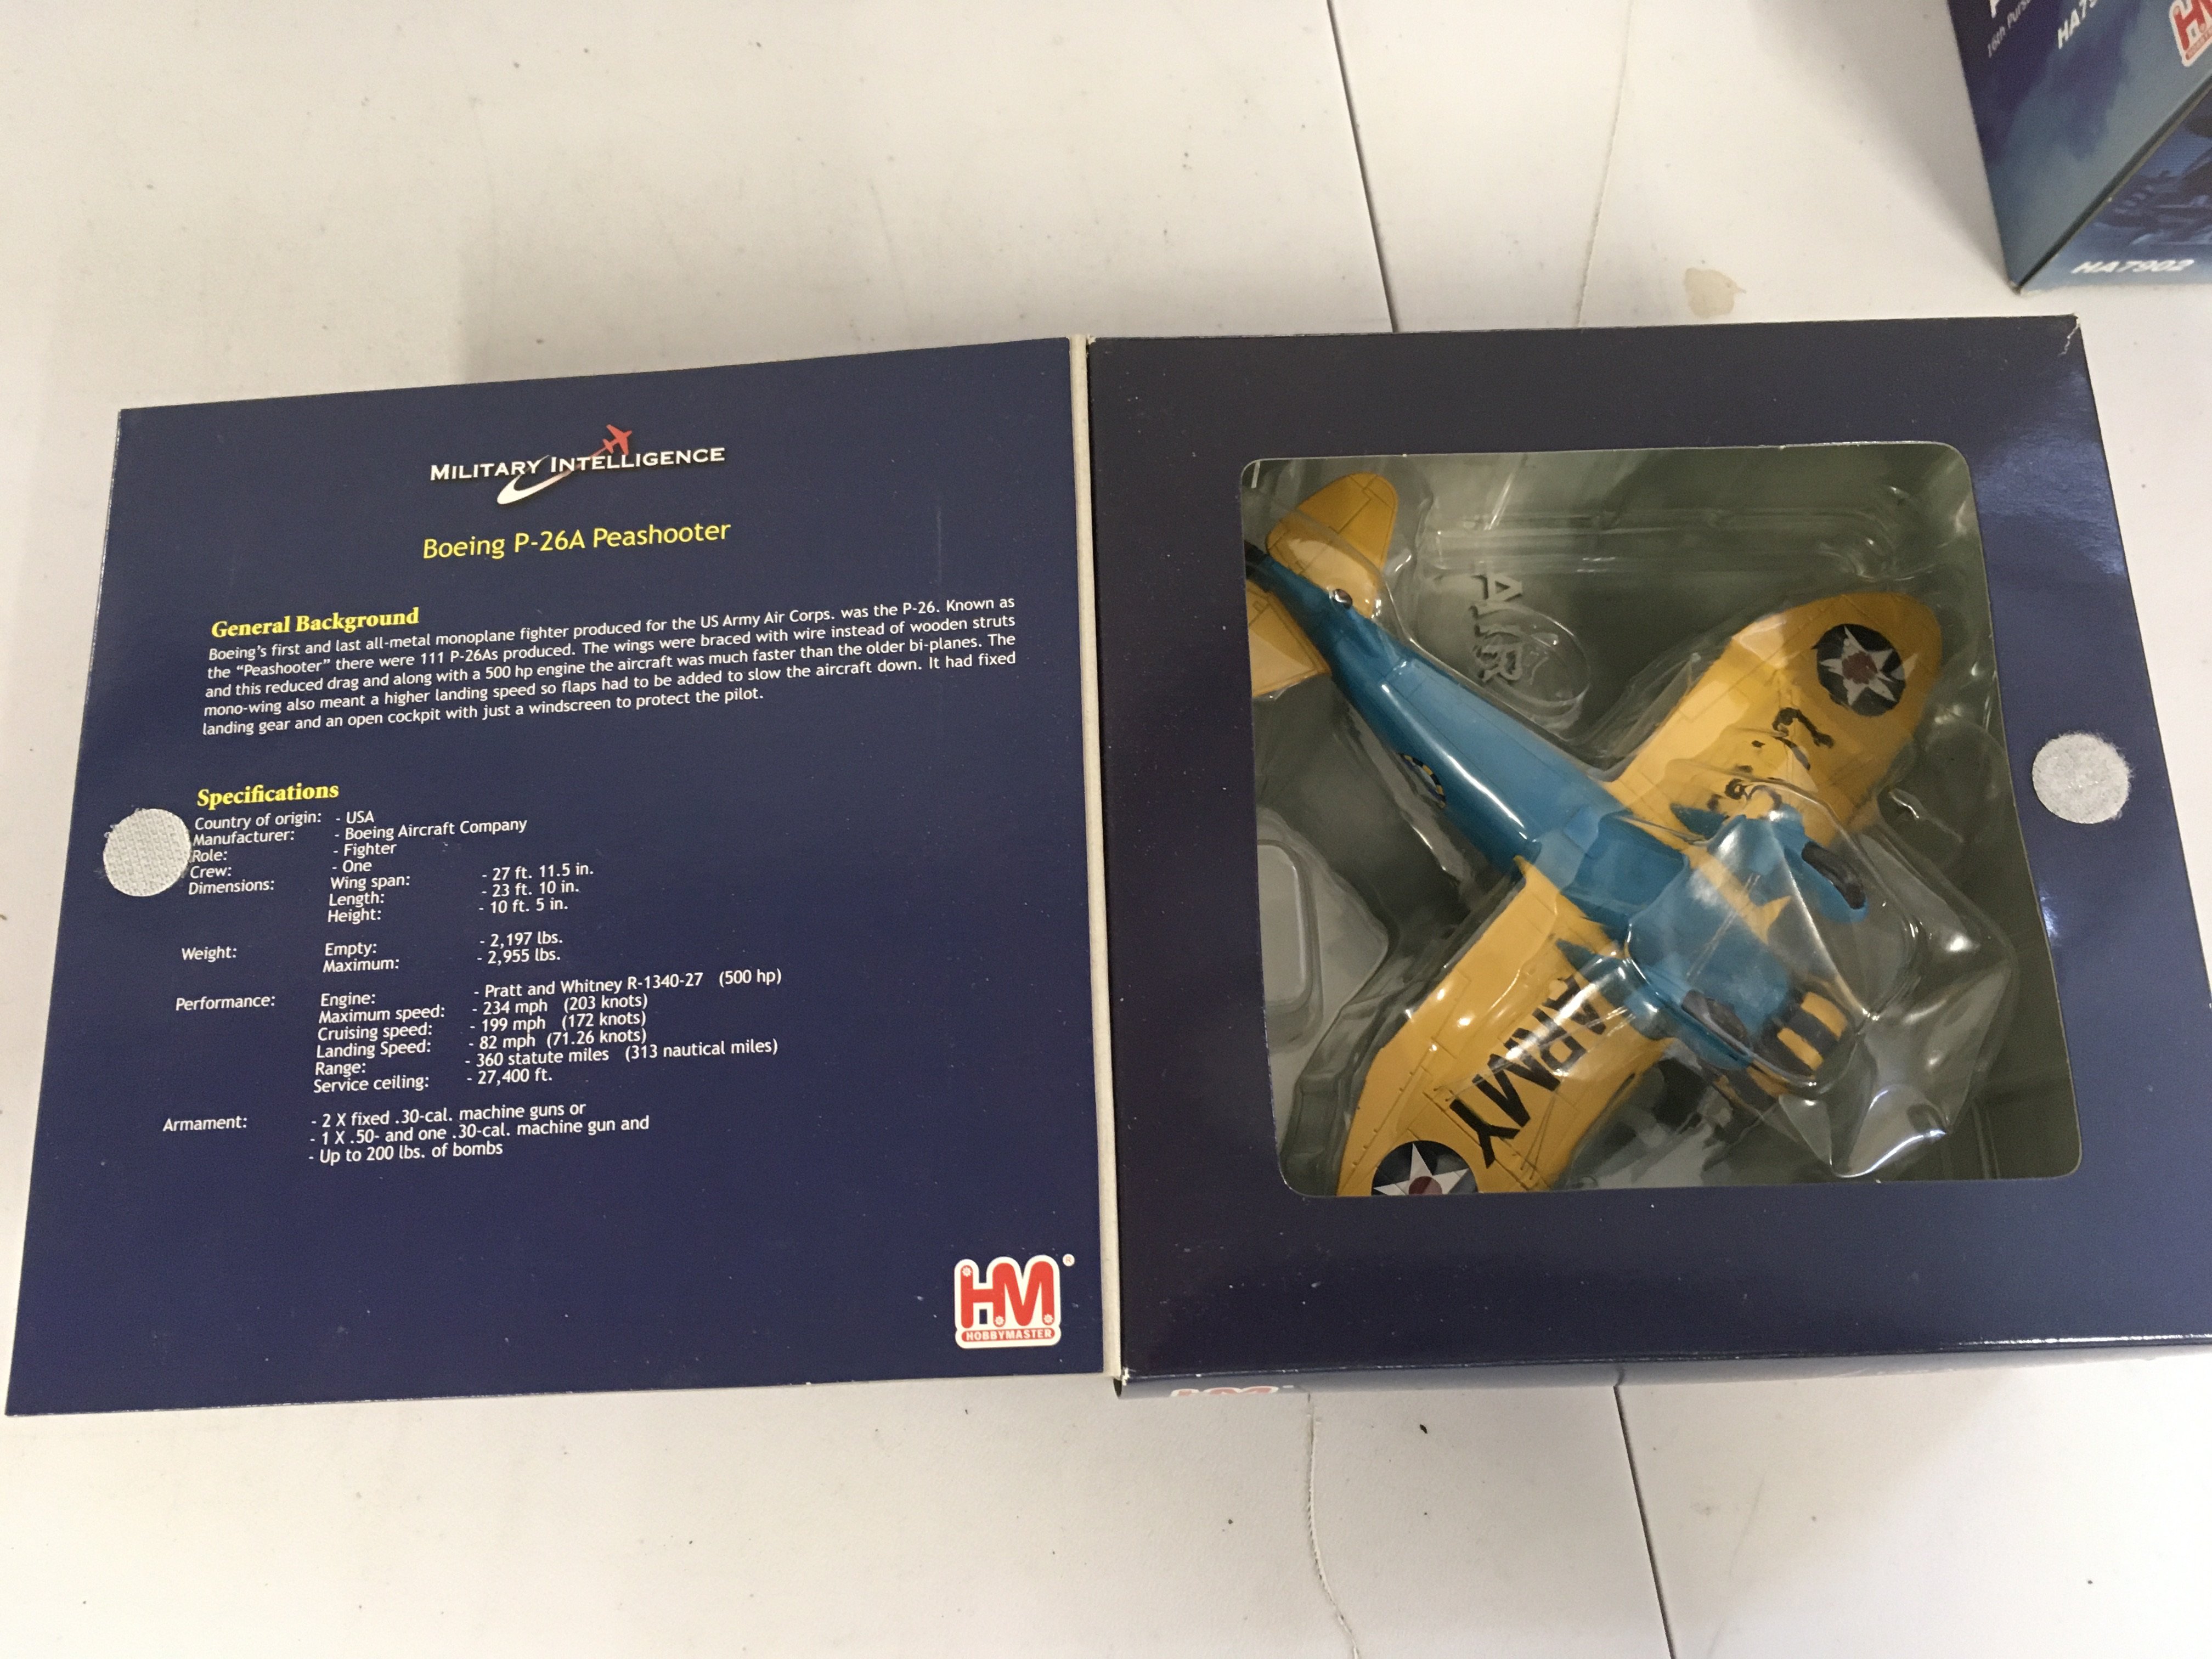 MILITARY INTELLIGENCE
Boeing P-26A Peashooter
General Background
Boeing's first and last all-metal monoplane fighter produced for the US Army Air Corps. was the P-26. Known as
the “Peashooter” there were 111 P-26As produced. The wings were braced with wire instead of wooden struts
and this reduced drag and along with a 500 hp engine the aircraft was much faster than the older bi-planes. The
mono-wing also meant a higher landing speed so flaps had to be added to slow the aircraft down. It had fixed
landing gear and an open cockpit with just a windscreen to protect the pilot.
Specifications
Country of origin: - USA
Manufacturer: - Boeing Aircraft Company
Role: - Fighter
Crew: - One
Dimensions: Wing span: - 27 ft. 11.5 in.
Length: - 23 ft. 10 in.
Height: - 10 ft. 5 in.
Weight: Empty: - 2,197 lbs.
Maximum: - 2,955 lbs.
Performance: Engine: - Pratt and Whitney R-1340-27 (500 hp)
Maximum speed: - 234 mph (203 knots)
Cruising speed: - 199 mph (172 knots)
Landing Speed: - 82 mph (71.26 knots)
Range: - 360 statute miles (313 nautical miles)
Service ceiling: - 27,400 ft.
Armament: - 2 X fixed .30-cal. machine guns or
- 1 X .50- and one .30-cal. machine gun and
- Up to 200 lbs. of bombs
HM
HOBBYMASTER
AIR
ARMY
16th
HA7902